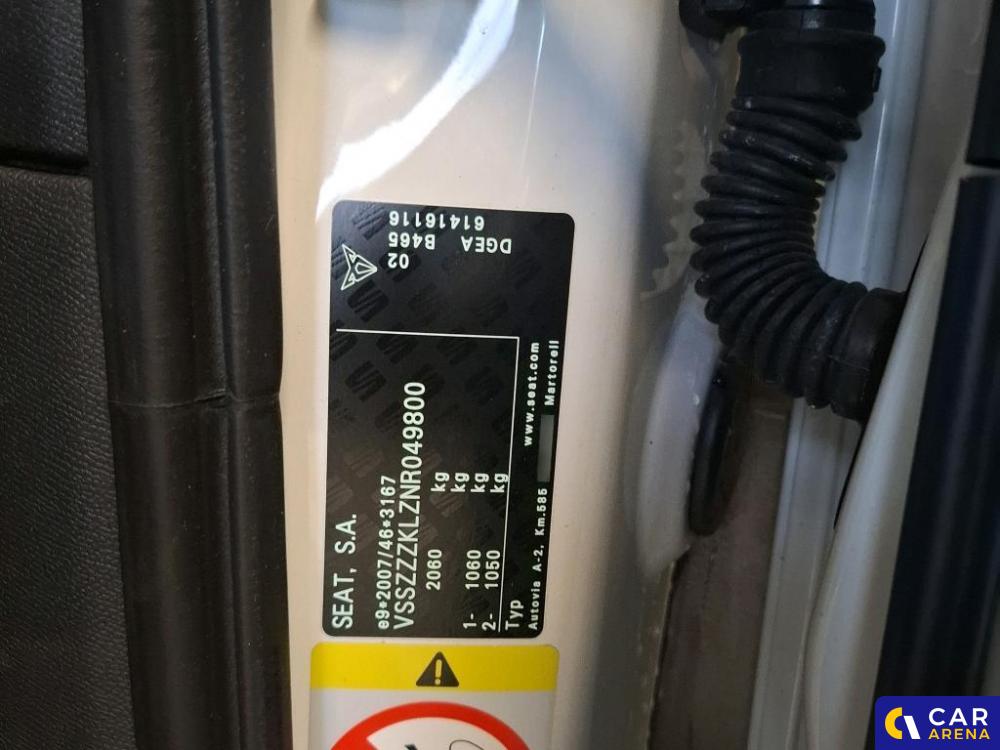 SEAT, S.A.
e9*2007/46*3167
VSSZZZKLZNR049800
2060 kg
kg
1- 1060 kg
2- 1050 kg
Typ
Autovia A-2, Km.585 Martorell
www.seat.com
02
B465 61416116
DGEA
CAR
ARENA